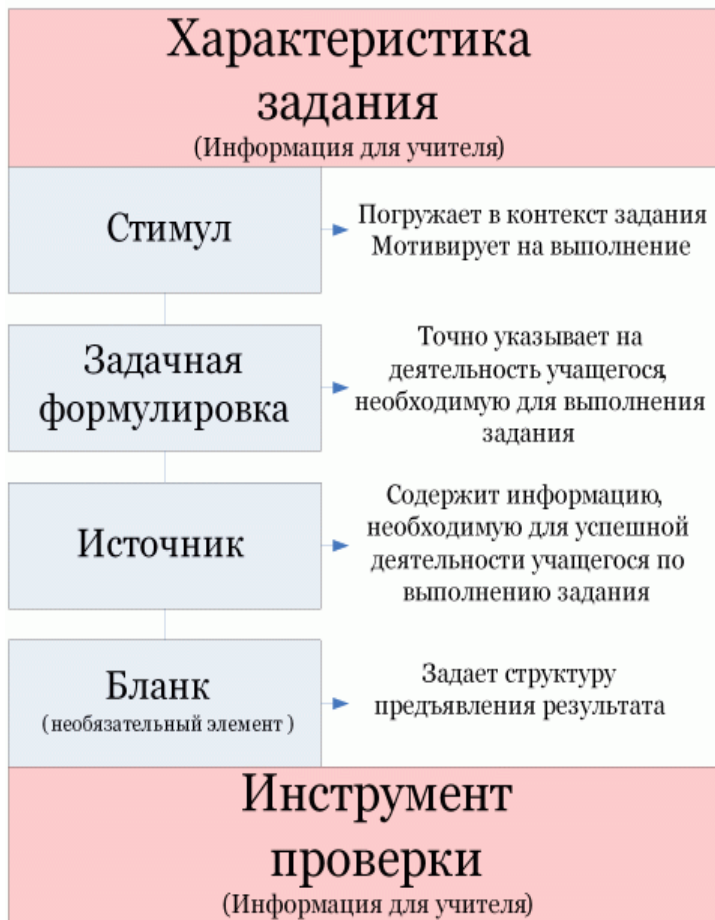 Характеристика
задания
(Информация для учителя)
Стимул
Погружает в контекст задания
Мотивирует на выполнение
Задачная
формулировка
Точно указывает на
деятельность учащегося,
необходимую для выполнения
задания
Источник
Содержит информацию,
необходимую для успешной
деятельности учащегося по
выполнению задания
Бланк
(необязательный элемент )
Задает структуру
предъявления результата
Инструмент
проверки
(Информация для учителя)